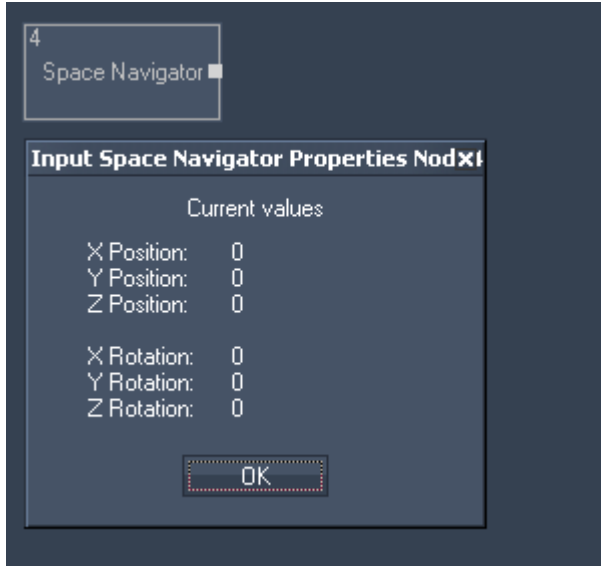 4
Space Navigator
Input Space Navigator Properties Nod
Current values
X Position: 0
Y Position: 0
Z Position: 0
X Rotation: 0
Y Rotation: 0
Z Rotation: 0
OK